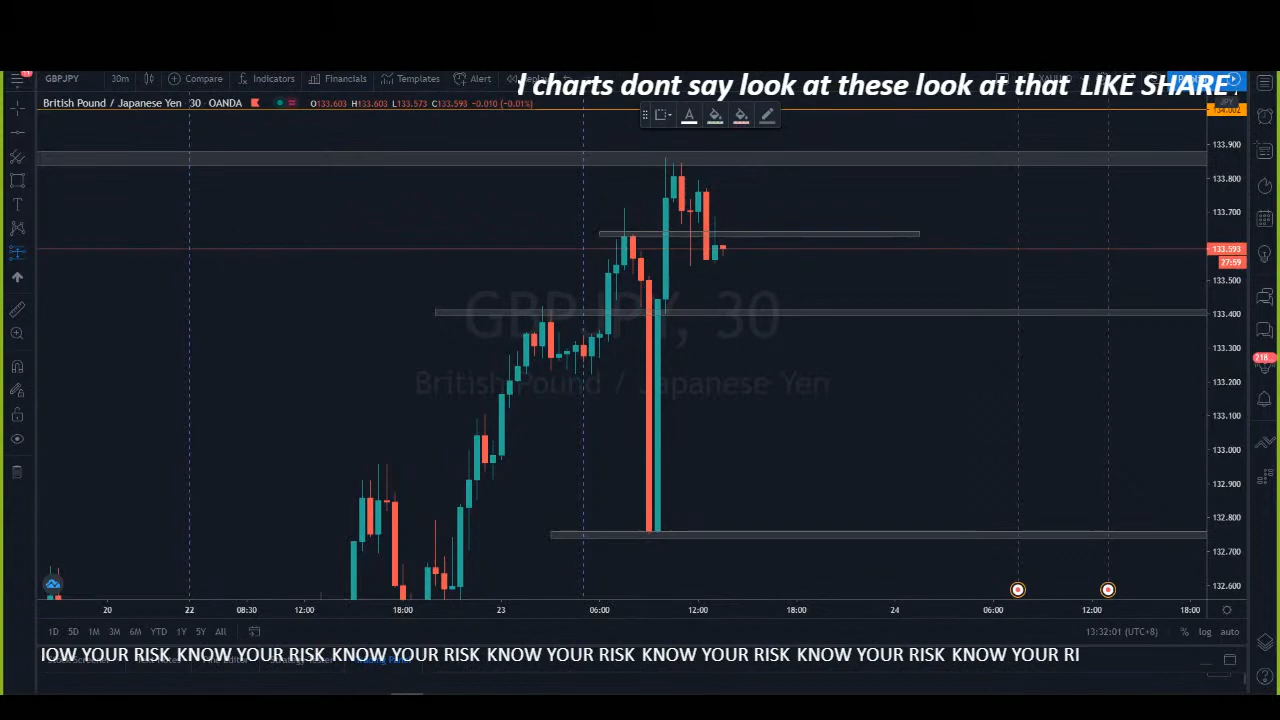 GBPJPY 30m Compare Indicators Financials Templates Alert Replay
l charts dont say look at these look at that LIKE SHARE
British Pound / Japanese Yen 30 OANDA O133.603 H133.603 L133.573 C133.593 -0.010 (-0.01%)
JPY
133.900
133.800
133.700
133.593
27:59
133.500
133.400
133.300
133.200
133.100
133.000
132.900
132.800
132.700
132.600
GBPJPY, 30
British Pound / Japanese Yen
218
20 22 08:30 12:00 18:00 23 06:00 12:00 18:00 24 06:00 12:00 18:00
1D 5D 1M 3M 6M YTD 1Y 5Y All 13:32:01 (UTC+8) % log auto
IOW YOUR RISK KNOW YOUR RISK KNOW YOUR RISK KNOW YOUR RISK KNOW YOUR RISK KNOW YOUR RISK KNOW YOUR RI